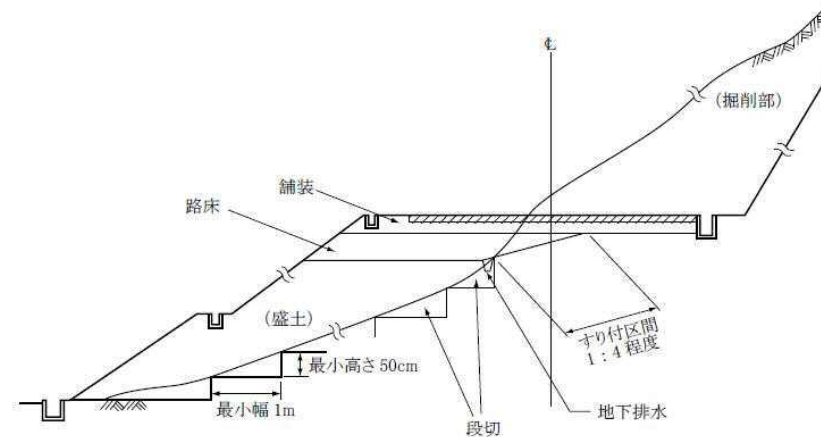 ℄
(掘削部)
舗装
路床
(盛土)
すり付区間
1:4程度
最小高さ50cm
最小幅1m
地下排水
段切